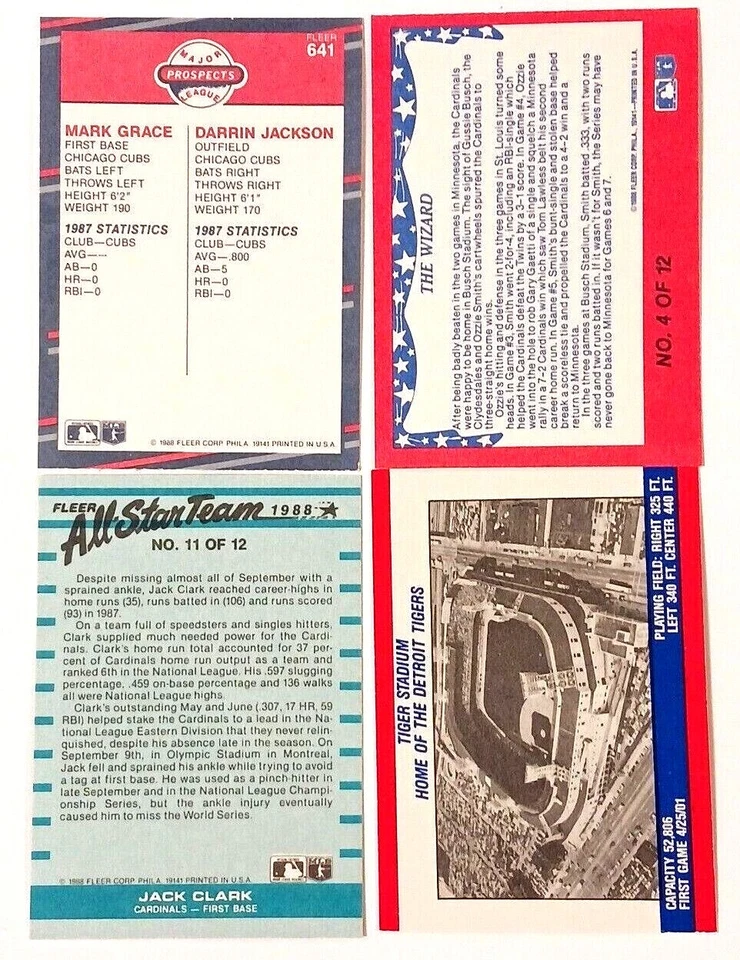 FLEER
641
MAJOR
PROSPECTS
LEAGUE
MARK GRACE
FIRST BASE
CHICAGO CUBS
BATS LEFT
THROWS LEFT
HEIGHT 6'2"
WEIGHT 190
1987 STATISTICS
CLUB—CUBS
AVG—--
AB—0
HR—0
RBI—0
DARRIN JACKSON
OUTFIELD
CHICAGO CUBS
BATS RIGHT
THROWS RIGHT
HEIGHT 6'1"
WEIGHT 170
1987 STATISTICS
CLUB—CUBS
AVG—.800
AB—5
HR—0
RBI—0
© 1988 FLEER CORP PHILA. 19141 PRINTED IN U.S.A.
THE WIZARD
After being badly beaten in the two games in Minnesota, the Cardinals
were happy to be home in Busch Stadium. The sight of Gussie Busch, the
Clydesdales and Ozzie Smith's cartwheels spurred the Cardinals to
three-straight home wins.
Ozzie's hitting and defense in the three games in St. Louis turned some
heads. In Game #3, Smith went 2-for-4, including an RBI-single which
helped the Cardinals defeat the Twins by a 3–1 score. In Game #4, Ozzie
went into the hole to rob Gary Gaetti of a single and squelch a Minnesota
rally in a 7–2 Cardinals win which saw Tom Lawless belt his second
career home run. In Game #5, Smith's bunt-single and stolen base helped
break a scoreless tie and propelled the Cardinals to a 4–2 win and a
return to Minnesota.
In the three games at Busch Stadium, Smith batted .333, with two runs
scored and two runs batted in. If it wasn't for Smith, the Series may have
never gone back to Minnesota for Games 6 and 7.
©1988 FLEER CORP. PHILA. 19141—PRINTED IN U.S.A.
NO. 4 OF 12
FLEER
All Star Team 1988
NO. 11 OF 12
Despite missing almost all of September with a
sprained ankle, Jack Clark reached career-highs in
home runs (35), runs batted in (106) and runs scored
(93) in 1987.
On a team full of speedsters and singles hitters,
Clark supplied much needed power for the Cardi-
nals. Clark's home run total accounted for 37 per-
cent of Cardinals home run output as a team and
ranked 6th in the National League. His .597 slugging
percentage, .459 on-base percentage and 136 walks
all were National League highs.
Clark's outstanding May and June (.307, 17 HR, 59
RBI) helped stake the Cardinals to a lead in the Na-
tional League Eastern Division that they never relin-
quished, despite his absence late in the season. On
September 9th, in Olympic Stadium in Montreal,
Jack fell and sprained his ankle while trying to avoid
a tag at first base. He was used as a pinch-hitter in
late September and in the National League Champi-
onship Series, but the ankle injury eventually
caused him to miss the World Series.
© 1988 FLEER CORP PHILA. 19141 PRINTED IN U.S.A.
JACK CLARK
CARDINALS — FIRST BASE
TIGER STADIUM
HOME OF THE DETROIT TIGERS
CAPACITY 52,806
FIRST GAME 4/25/01
PLAYING FIELD: RIGHT 325 FT.
LEFT 340 FT. CENTER 440 FT.